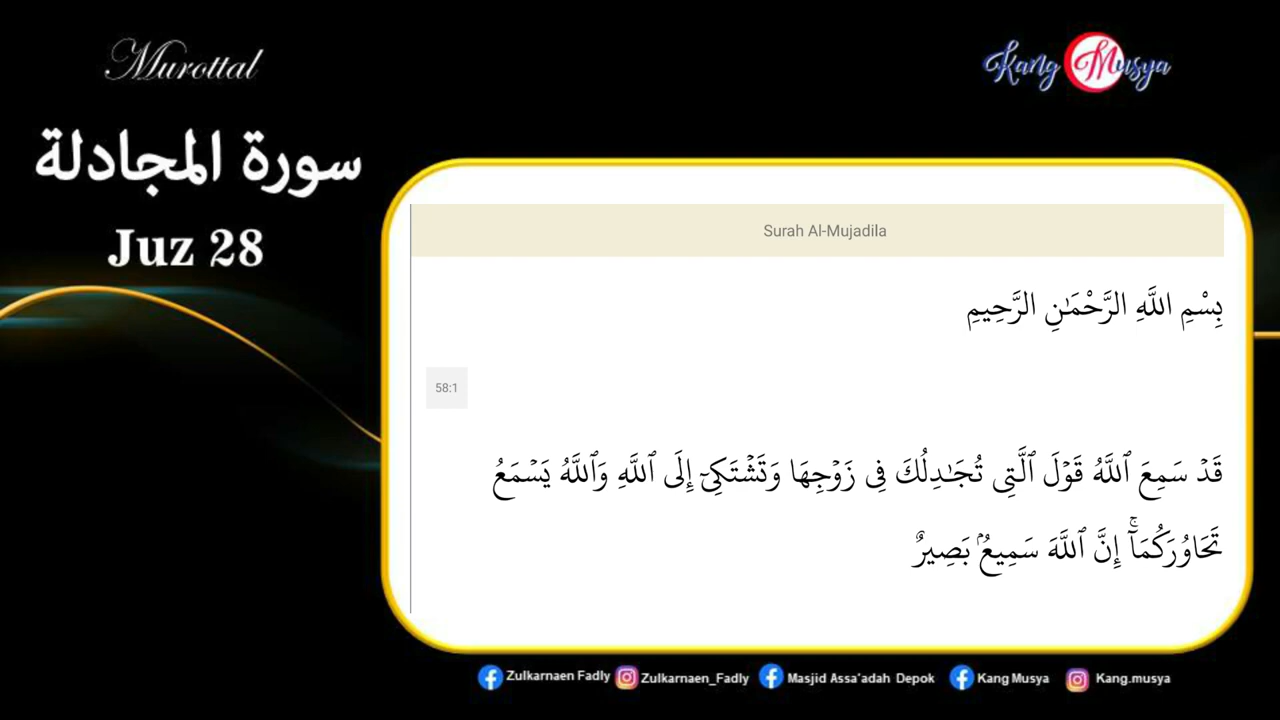 Murottal
Kang Musya
سورة المجادلة
Juz 28
Surah Al-Mujadila
بِسْمِ اللَّهِ الرَّحْمَٰنِ الرَّحِيمِ
58:1
قَدْ سَمِعَ ٱللَّهُ قَوْلَ ٱلَّتِى تُجَـٰدِلُكَ فِى زَوْجِهَا وَتَشْتَكِىٓ إِلَى ٱللَّهِ وَٱللَّهُ يَسْمَعُ
تَحَاوُرَكُمَآ ۚ إِنَّ ٱللَّهَ سَمِيعٌۢ بَصِيرٌ
Zulkarnaen Fadly Zulkarnaen_Fadly Masjid Assa'adah Depok Kang Musya Kang.musya